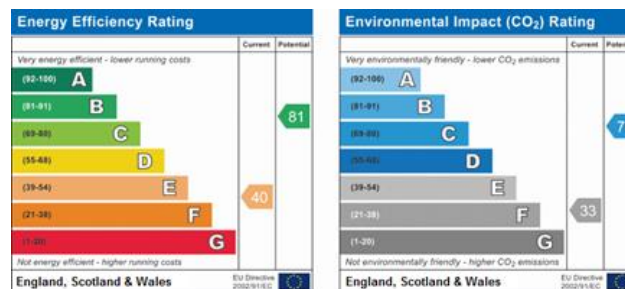 Energy Efficiency Rating
Current Potential
Very energy efficient - lower running costs
(92-100) A
(81-91) B
(69-80) C
(55-68) D
(39-54) E
(21-38) F
(1-20) G
81
40
Not energy efficient - higher running costs
England, Scotland & Wales
EU Directive
2002/91/EC
Environmental Impact (CO₂) Rating
Current Poten
Very environmentally friendly - lower CO₂ emissions
(92-100) A
(81-91) B
(69-80) C
(55-68) D
(39-54) E
(21-38) F
(1-20) G
7
33
Not environmentally friendly - higher CO₂ emissions
England, Scotland & Wales
EU Directive
2002/91/EC